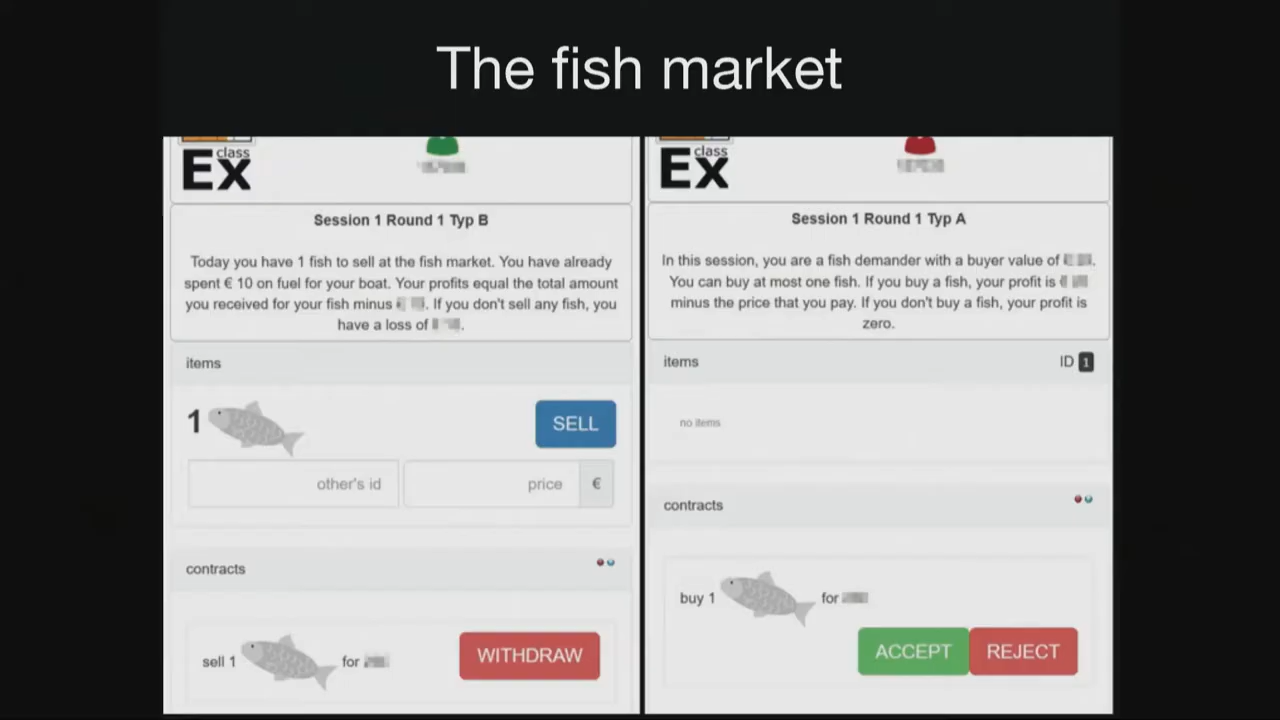 The fish market
class
Ex
Session 1 Round 1 Typ B
Today you have 1 fish to sell at the fish market. You have already
spent € 10 on fuel for your boat. Your profits equal the total amount
you received for your fish minus €. If you don't sell any fish, you
have a loss of .
items
1
SELL
other's id
price
€
contracts
sell 1
for
WITHDRAW
class
Ex
Session 1 Round 1 Typ A
In this session, you are a fish demander with a buyer value of €.
You can buy at most one fish. If you buy a fish, your profit is €
minus the price that you pay. If you don't buy a fish, your profit is
zero.
items
ID 1
no items
contracts
buy 1
for
ACCEPT
REJECT